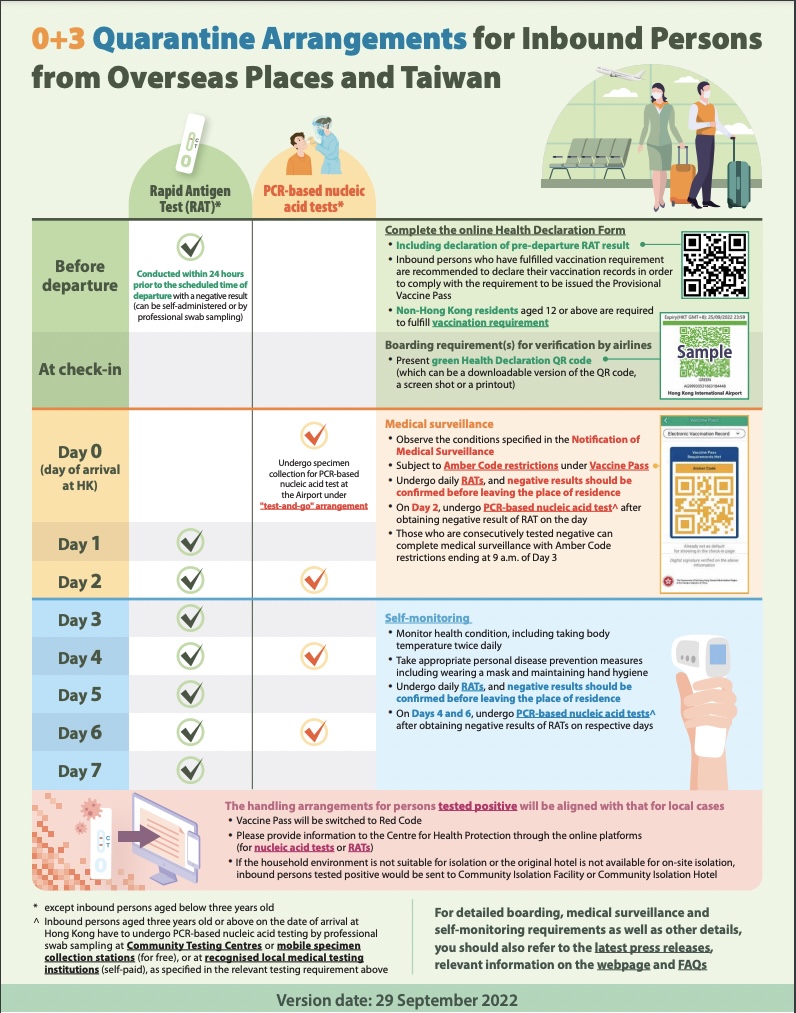 0+3 Quarantine Arrangements for Inbound Persons
from Overseas Places and Taiwan
Rapid Antigen
Test (RAT)*
PCR-based nucleic
acid tests*
Before
departure
Conducted within 24 hours
prior to the scheduled time of
departure with a negative result
(can be self-administered or by
professional swab sampling)
Complete the online Health Declaration Form
• Including declaration of pre-departure RAT result
• Inbound persons who have fulfilled vaccination requirement
are recommended to declare their vaccination records in order
to comply with the requirement to be issued the Provisional
Vaccine Pass
• Non-Hong Kong residents aged 12 or above are required
to fulfill vaccination requirement
At check-in
Boarding requirement(s) for verification by airlines
• Present green Health Declaration QR code
(which can be a downloadable version of the QR code,
a screen shot or a printout)
Expiry(HKT GMT+8): 25/09/2022 23:59
Sample
GREEN
Hong Kong International Airport
Day 0
(day of arrival
at HK)
Undergo specimen
collection for PCR-based
nucleic acid test at
the Airport under
"test-and-go" arrangement
Day 1
Day 2
Medical surveillance
• Observe the conditions specified in the Notification of
Medical Surveillance
• Subject to Amber Code restrictions under Vaccine Pass
• Undergo daily RATs, and negative results should be
confirmed before leaving the place of residence
• On Day 2, undergo PCR-based nucleic acid test^ after
obtaining negative result of RAT on the day
• Those who are consecutively tested negative can
complete medical surveillance with Amber Code
restrictions ending at 9 a.m. of Day 3
Vaccine Pass
Electronic Vaccination Record
Vaccine Pass
Requirements Met
Amber Code
Day 3
Day 4
Day 5
Day 6
Day 7
Self-monitoring
• Monitor health condition, including taking body
temperature twice daily
• Take appropriate personal disease prevention measures
including wearing a mask and maintaining hand hygiene
• Undergo daily RATs, and negative results should be
confirmed before leaving the place of residence
• On Days 4 and 6, undergo PCR-based nucleic acid tests^
after obtaining negative results of RATs on respective days
C
T
The handling arrangements for persons tested positive will be aligned with that for local cases
• Vaccine Pass will be switched to Red Code
• Please provide information to the Centre for Health Protection through the online platforms
(for nucleic acid tests or RATs)
• If the household environment is not suitable for isolation or the original hotel is not available for on-site isolation,
inbound persons tested positive would be sent to Community Isolation Facility or Community Isolation Hotel
* except inbound persons aged below three years old
^ Inbound persons aged three years old or above on the date of arrival at
Hong Kong have to undergo PCR-based nucleic acid testing by professional
swab sampling at Community Testing Centres or mobile specimen
collection stations (for free), or at recognised local medical testing
institutions (self-paid), as specified in the relevant testing requirement above
For detailed boarding, medical surveillance and
self-monitoring requirements as well as other details,
you should also refer to the latest press releases,
relevant information on the webpage and FAQs
Version date: 29 September 2022